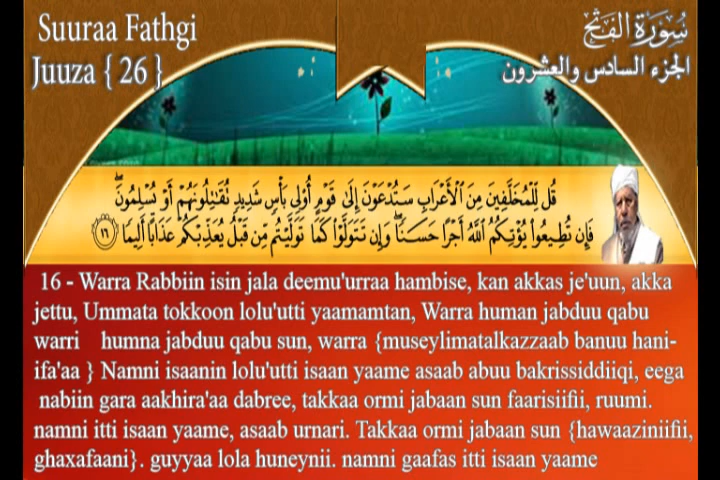 Suuraa Fathgi
سُورَةُ الفَتْحِ
Juuza { 26 }
الجزء السادس والعشرون
قُل لِّلْمُخَلَّفِينَ مِنَ ٱلْأَعْرَابِ سَتُدْعَوْنَ إِلَىٰ قَوْمٍ أُو۟لِى بَأْسٍ شَدِيدٍ تُقَـٰتِلُونَهُمْ أَوْ يُسْلِمُونَ ۖ
فَإِن تُطِيعُوا۟ يُؤْتِكُمُ ٱللَّهُ أَجْرًا حَسَنًا ۖ وَإِن تَتَوَلَّوْا۟ كَمَا تَوَلَّيْتُم مِّن قَبْلُ يُعَذِّبْكُمْ عَذَابًا أَلِيمًا ١٦
16 - Warra Rabbiin isin jala deemu'urraa hambise, kan akkas je'uun, akka
jettu, Ummata tokkoon lolu'utti yaamamtan, Warra human jabduu qabu
warri humna jabduu qabu sun, warra {museylimatalkazzaab banuu hani-
ifa'aa } Namni isaanin lolu'utti isaan yaame asaab abuu bakrissiddiiqi, eega
nabiin gara aakhira'aa dabree, takkaa ormi jabaan sun faarisiifii, ruumi.
namni itti isaan yaame, asaab urnari. Takkaa ormi jabaan sun {hawaaziniifii,
ghaxafaani}. guyyaa lola huneynii. namni gaafas itti isaan yaame